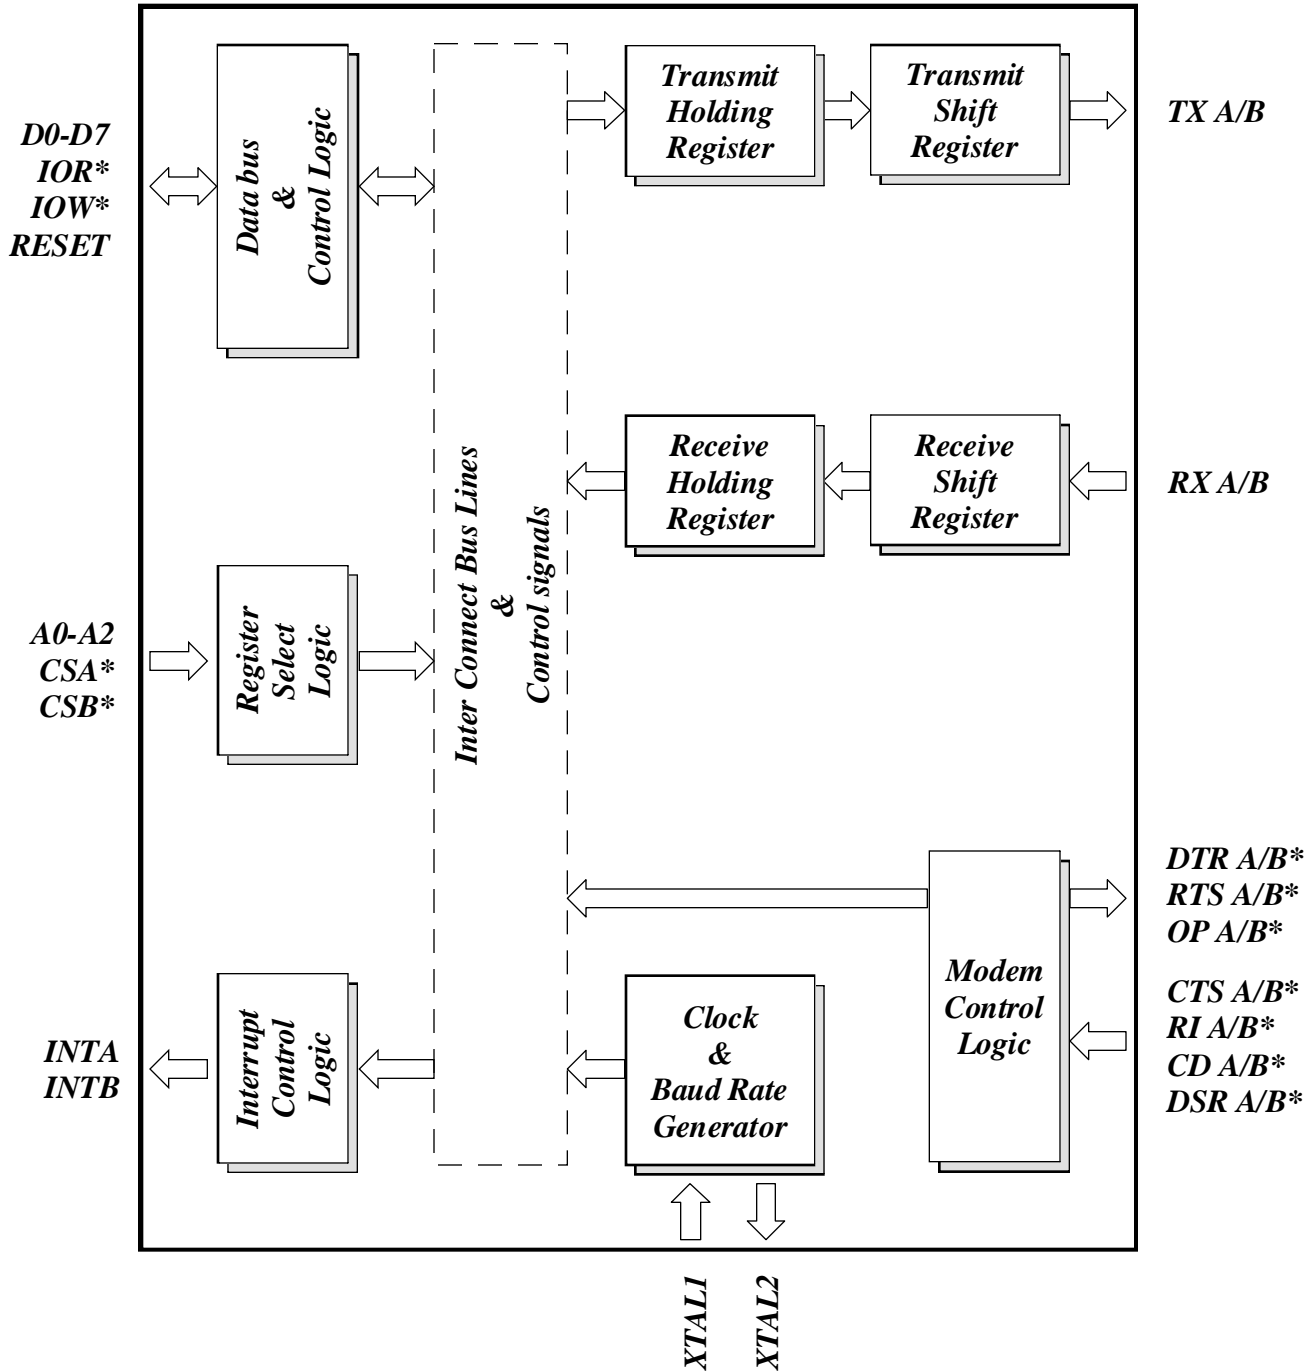 D0-D7
IOR*
IOW*
RESET
Data bus
&
Control Logic
A0-A2
CSA*
CSB*
Register
Select
Logic
INTA
INTB
Interrupt
Control
Logic
Inter Connect Bus Lines
&
Control signals
Transmit
Holding
Register
Transmit
Shift
Register
TX A/B
Receive
Holding
Register
Receive
Shift
Register
RX A/B
Modem
Control
Logic
DTR A/B*
RTS A/B*
OP A/B*
CTS A/B*
RI A/B*
CD A/B*
DSR A/B*
Clock
&
Baud Rate
Generator
XTAL1
XTAL2